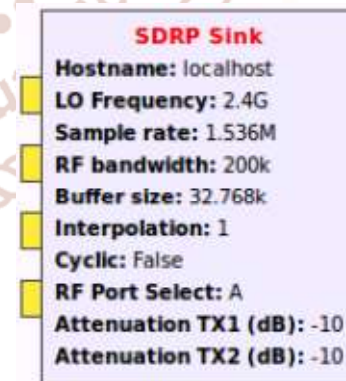 SDRP Sink
Hostname: localhost
LO Frequency: 2.4G
Sample rate: 1.536M
RF bandwidth: 200k
Buffer size: 32.768k
Interpolation: 1
Cyclic: False
RF Port Select: A
Attenuation TX1 (dB): -10
Attenuation TX2 (dB): -10